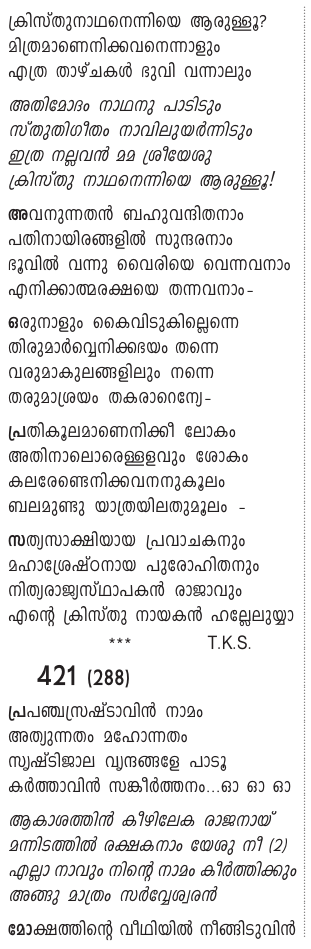 ക്രിസ്തുനാഥനെന്നിയെ ആരുള്ളൂ?
മിത്രമാണെനിക്കവനെന്നാളും
എത്ര താഴ്ചകൾ ഭുവി വന്നാലും
അതിമോദം നാഥനു പാടിടും
സ്തുതിഗീതം നാവിലുയർന്നിടും
ഇത്ര നല്ലവൻ മമ ശ്രീയേശു
ക്രിസ്തു നാഥനെന്നിയെ ആരുള്ളൂ!
അവനുന്നതൻ ബഹുവന്ദിതനാം
പതിനായിരങ്ങളിൽ സുന്ദരനാം
ഭൂവിൽ വന്നു വൈരിയെ വെന്നവനാം
എനിക്കാത്മരക്ഷയെ തന്നവനാം-
ഒരുനാളും കൈവിടുകില്ലെന്നെ
തിരുമാർവ്വെനിക്കഭയം തന്നെ
വരുമാകുലങ്ങളിലും നന്നെ
തരുമാശ്രയം തകരാറെന്യേ-
പ്രതികൂലമാണെനിക്കീ ലോകം
അതിനാലൊരെള്ളളവും ശോകം
കലരേണ്ടെനിക്കവനനുകൂലം
ബലമുണ്ടു യാത്രയിലതുമൂലം -
സത്യസാക്ഷിയായ പ്രവാചകനും
മഹാശ്രേഷ്ഠനായ പുരോഹിതനും
നിത്യരാജ്യസ്ഥാപകൻ രാജാവും
എന്റെ ക്രിസ്തു നായകൻ ഹല്ലേലുയ്യാ
*** T.K.S.
421 (288)
പ്രപഞ്ചസ്രഷ്ടാവിൻ നാമം
അത്യുന്നതം മഹോന്നതം
സൃഷ്ടിജാല വൃന്ദങ്ങളേ പാടൂ
കർത്താവിൻ സങ്കീർത്തനം...ഓ ഓ ഓ
ആകാശത്തിൻ കീഴിലേക രാജനായ്
മന്നിടത്തിൽ രക്ഷകനാം യേശു നീ (2)
എല്ലാ നാവും നിന്റെ നാമം കീർത്തിക്കും
അങ്ങു മാത്രം സർവ്വേശ്വരൻ
മോക്ഷത്തിന്റെ വീഥിയിൽ നീങ്ങിടുവിൻ